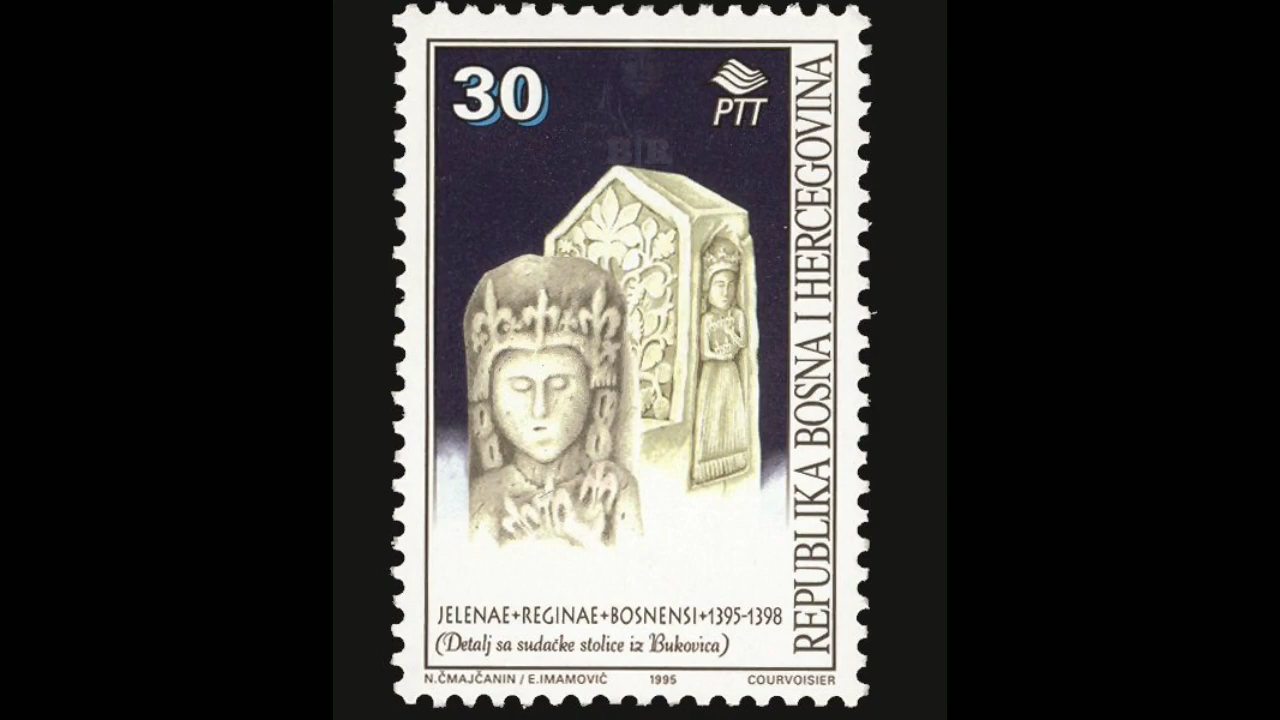 30
PTT
REPUBLIKA BOSNA I HERCEGOVINA
JELENAE+REGINAE+BOSNENSI+1395-1398
(Detalj sa sudačke stolice iz Bukovica)
N.ČMAJČANIN / E.IMAMOVIĆ 1995 COURVOISIER